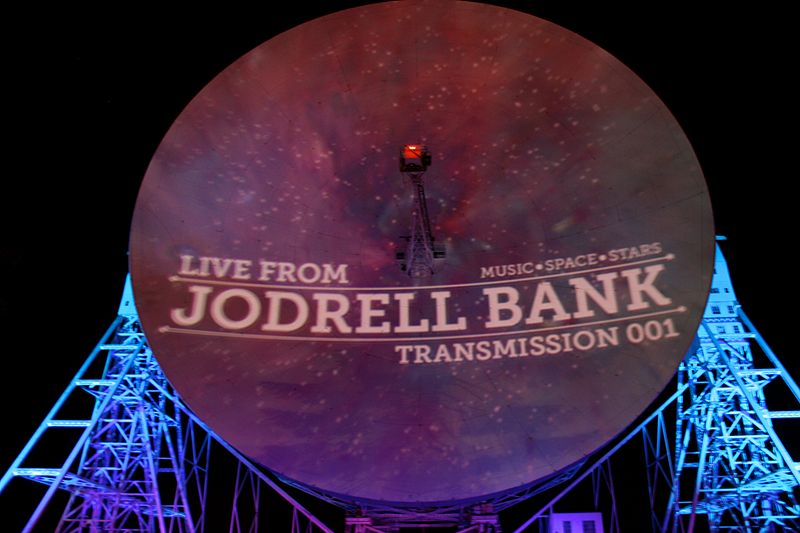 LIVE FROM
MUSIC•SPACE•STARS
JODRELL BANK
TRANSMISSION 001